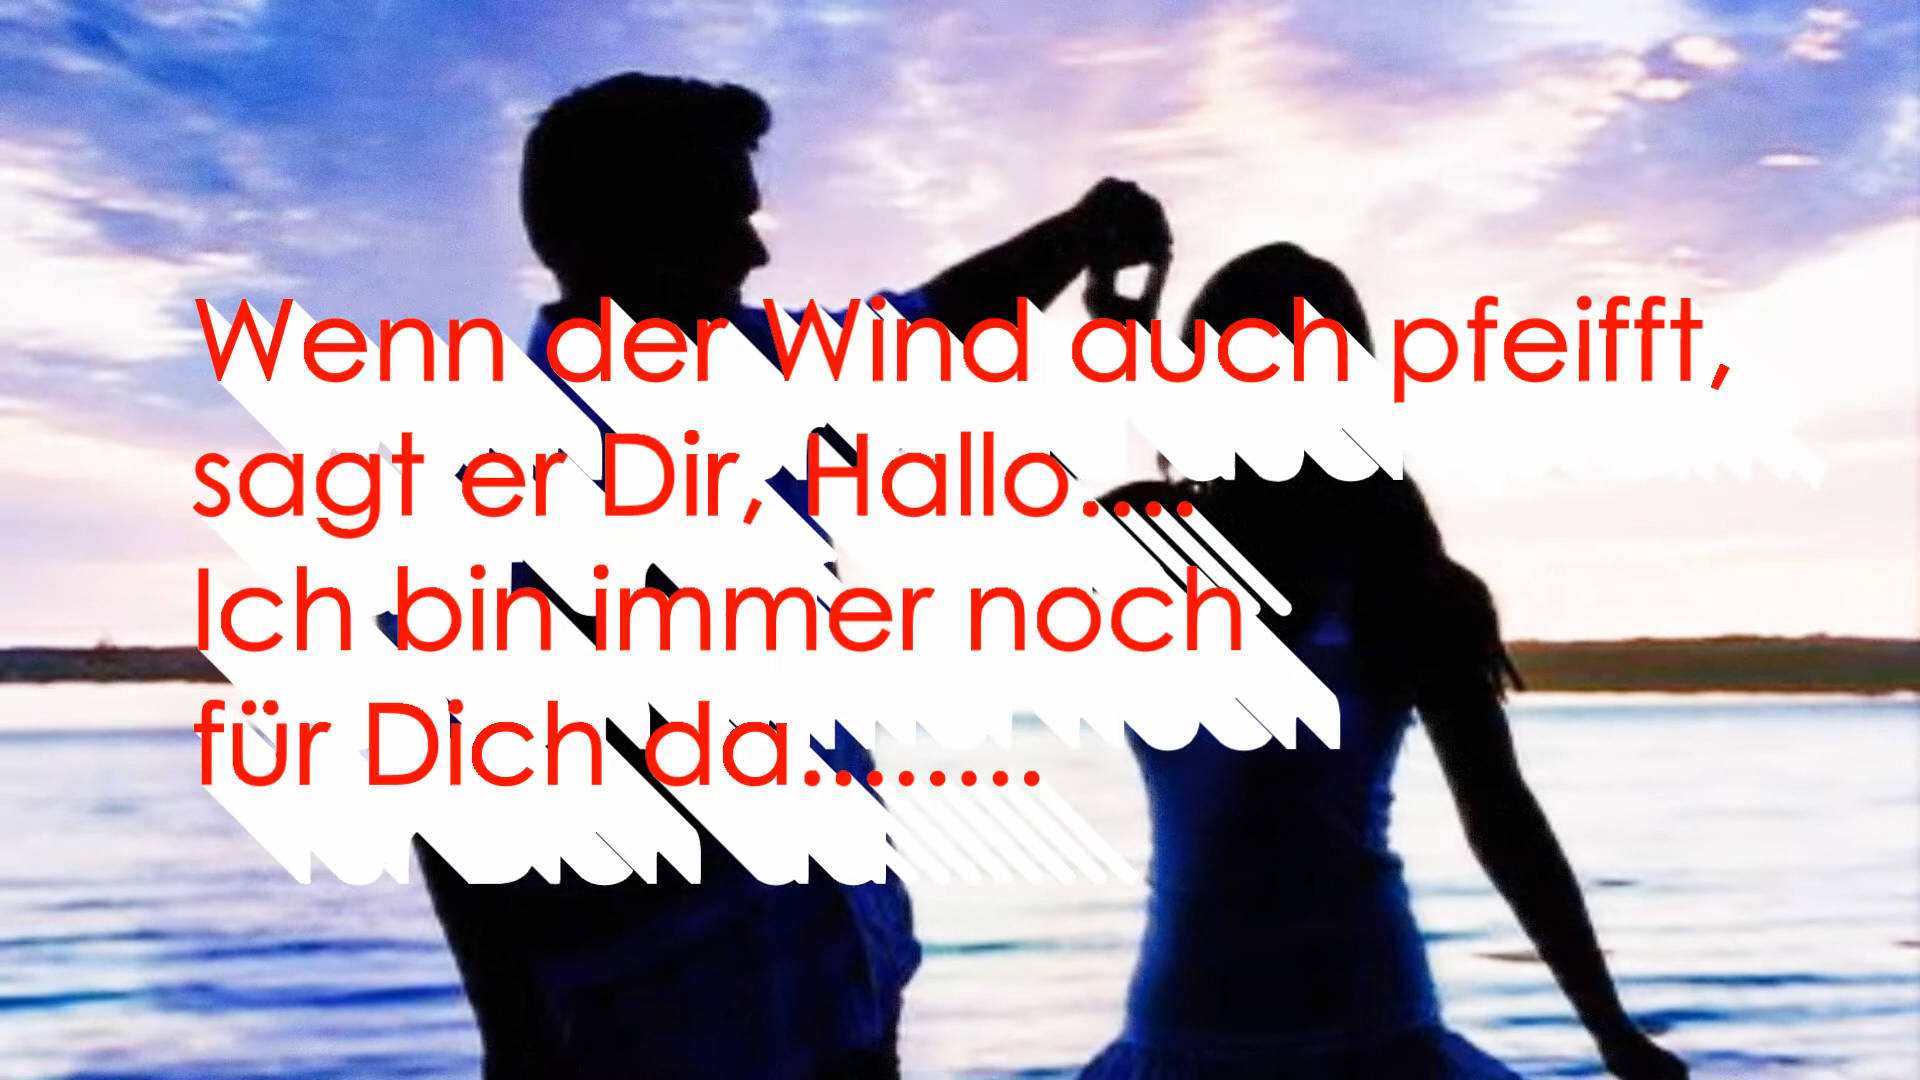 Wenn der Wind auch pfeifft,
sagt er Dir, Hallo....
Ich bin immer noch
für Dich da........